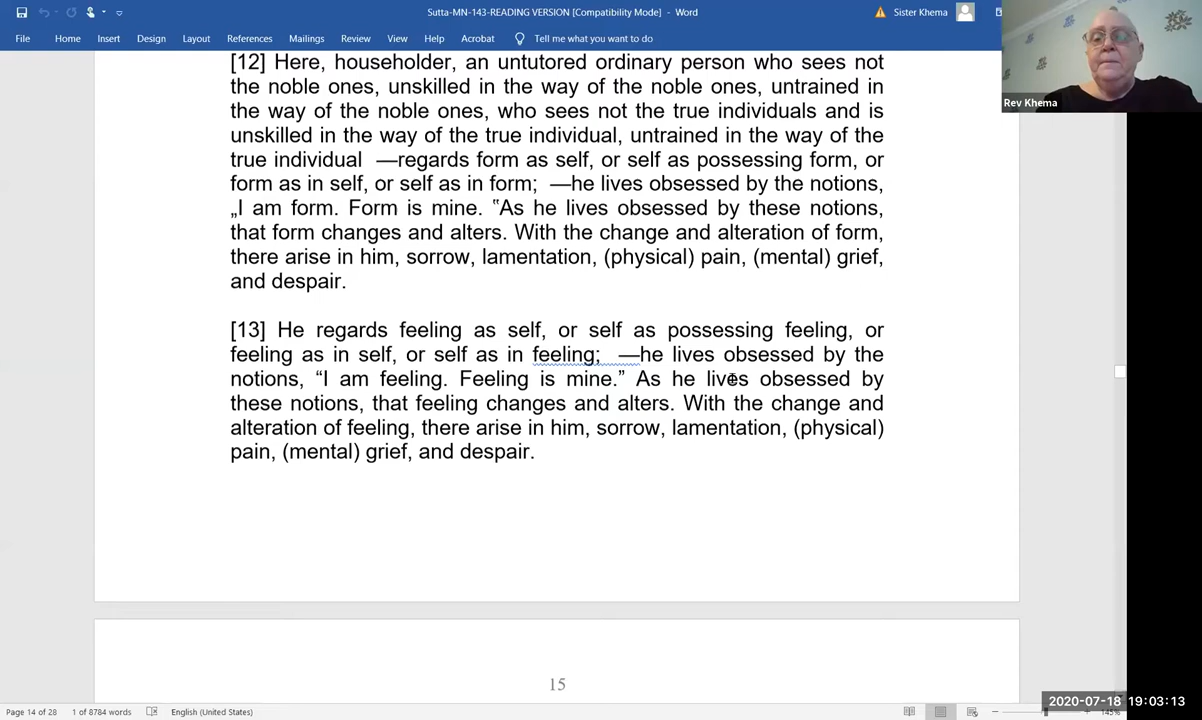 Sutta-MN-143-READING VERSION [Compatibility Mode] - Word
Sister Khema
File Home Insert Design Layout References Mailings Review View Help Acrobat Tell me what you want to do
Rev Khema
[12] Here, householder, an untutored ordinary person who sees not
the noble ones, unskilled in the way of the noble ones, untrained in
the way of the noble ones, who sees not the true individuals and is
unskilled in the way of the true individual, untrained in the way of the
true individual —regards form as self, or self as possessing form, or
form as in self, or self as in form; —he lives obsessed by the notions,
„I am form. Form is mine. ‟As he lives obsessed by these notions,
that form changes and alters. With the change and alteration of form,
there arise in him, sorrow, lamentation, (physical) pain, (mental) grief,
and despair.
[13] He regards feeling as self, or self as possessing feeling, or
feeling as in self, or self as in feeling; —he lives obsessed by the
notions, “I am feeling. Feeling is mine.” As he lives obsessed by
these notions, that feeling changes and alters. With the change and
alteration of feeling, there arise in him, sorrow, lamentation, (physical)
pain, (mental) grief, and despair.
15
2020-07-18 19:03:13
Page 14 of 28 1 of 8784 words English (United States) 145%